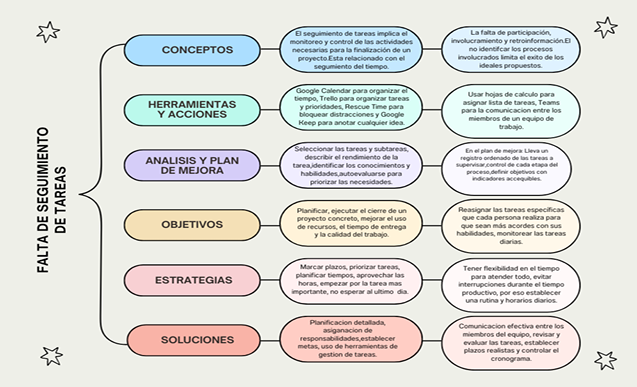 FALTA DE SEGUIMIENTO
DE TAREAS
CONCEPTOS
El seguimiento de tareas implica el
monitoreo y control de las actividades
necesarias para la finalización de un
proyecto.Esta relacionado con el
segumiento del tiempo.
La falta de participación,
involucramiento y retroinformación.El
no identifcar los procesos
involucrados limita el exito de los
ideales propuestos.
HERRAMIENTAS
Y ACCIONES
Google Calendar para organizar el
tiempo, Trello para organizar tareas
y prioridades, Rescue Time para
bloquear distracciones y Google
Keep para anotar cualquier idea.
Usar hojas de calculo para
asignar lista de tareas, Teams
para la comunicacion entre los
miembros de un equipo de
trabajo.
ANALISIS Y PLAN
DE MEJORA
Seleccionar las tareas y subtareas,
describir el rendimiento de la
tarea,identificar los conocimientos y
habilidades,autoevaluarse para
priorizar las necesidades.
En el plan de mejora Lleva un
registro ordenado de las tareas a
supervisar,control de cada etapa del
proceso,definir objetivos con
indicadores accequibles.
OBJETIVOS
Planificar, ejecutar el cierre de un
proyecto concreto, mejorar el uso
de recursos, el tiempo de entrega
y la calidad del trabajo.
Reasignar las tareas específicas
que cada persona realiza para
que sean más acordes con sus
habilidades, monitorear las tareas
diarias.
ESTRATEGIAS
Marcar plazos, priorizar tareas,
planificar tiempos, aprovechar las
horas, empezar por la tarea mas
importante, no esperar al ultimo dia.
Tener flexibilidad en el tiempo
para atender todo, evitar
interrupciones durante el tiempo
productivo, por eso establecer
una rutina y horarios diarios.
SOLUCIONES
Planificacion detallada,
asiganacion de
responsabilidades,establecer
metas, uso de herramientas de
gestion de tareas.
Comunicacion efectiva entre los
miembros del equipo, revisar y
evaluar las tareas, establecer
plazos realistas y controlar el
cronograma.